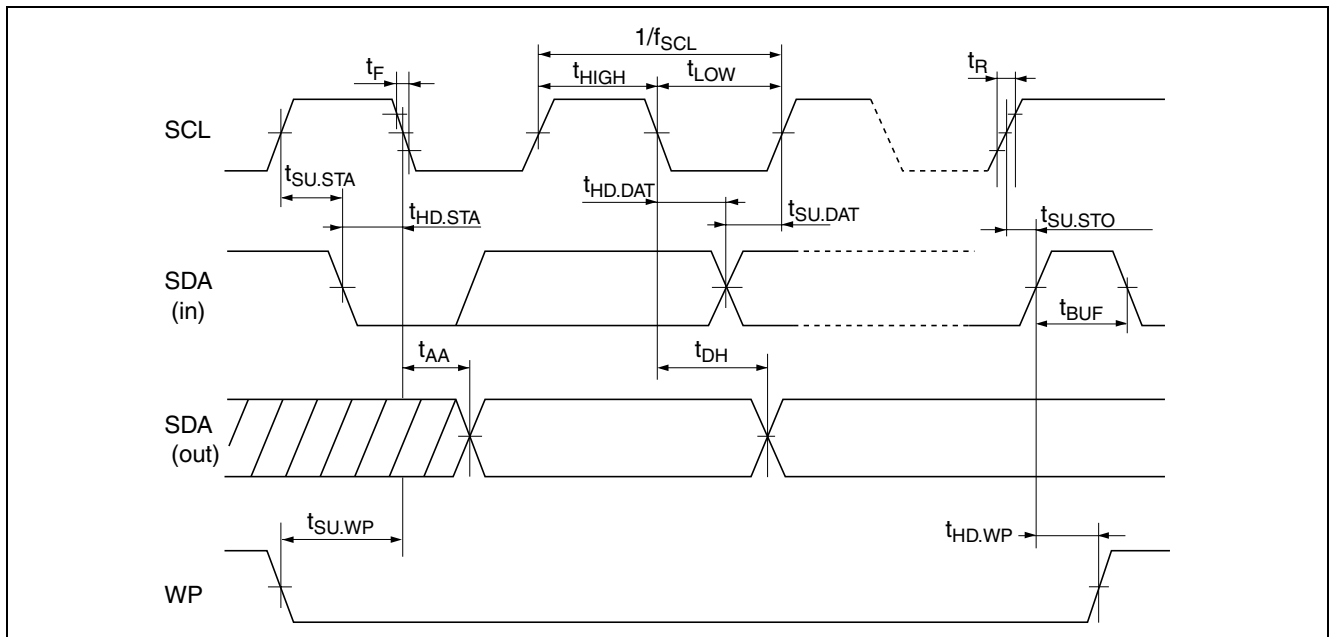 1/fSCL
tF
tHIGH
tLOW
tR
SCL
tSU.STA
tHD.STA
tHD.DAT
tSU.DAT
tSU.STO
SDA
(in)
tBUF
tAA
tDH
SDA
(out)
tSU.WP
tHD.WP
WP